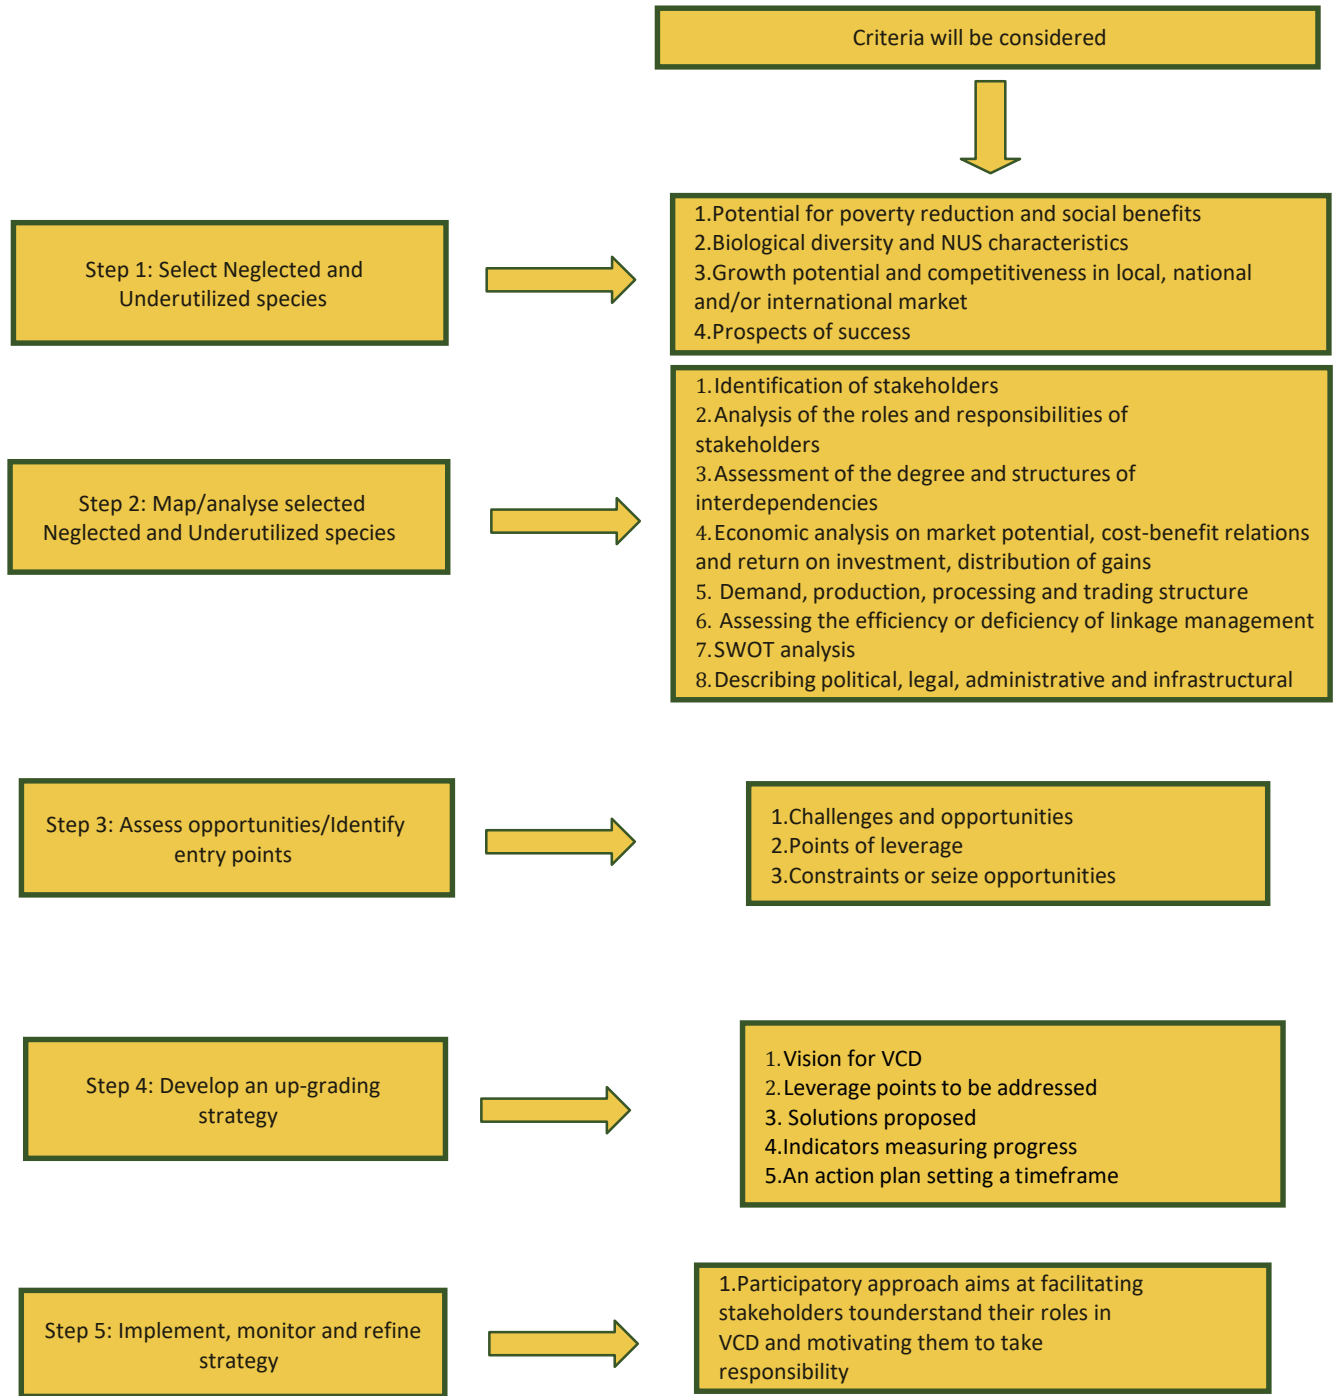 Criteria will be considered
Step 1: Select Neglected and
Underutilized species
1.Potential for poverty reduction and social benefits
2.Biological diversity and NUS characteristics
3.Growth potential and competitiveness in local, national
and/or international market
4.Prospects of success
Step 2: Map/analyse selected
Neglected and Underutilized species
1.Identification of stakeholders
2.Analysis of the roles and responsibilities of
stakeholders
3.Assessment of the degree and structures of
interdependencies
4.Economic analysis on market potential, cost-benefit relations
and return on investment, distribution of gains
5. Demand, production, processing and trading structure
6. Assessing the efficiency or deficiency of linkage management
7.SWOT analysis
8.Describing political, legal, administrative and infrastructural
Step 3: Assess opportunities/Identify
entry points
1.Challenges and opportunities
2.Points of leverage
3.Constraints or seize opportunities
Step 4: Develop an up-grading
strategy
1.Vision for VCD
2.Leverage points to be addressed
3. Solutions proposed
4.Indicators measuring progress
5.An action plan setting a timeframe
Step 5: Implement, monitor and refine
strategy
1.Participatory approach aims at facilitating
stakeholders tounderstand their roles in
VCD and motivating them to take
responsibility